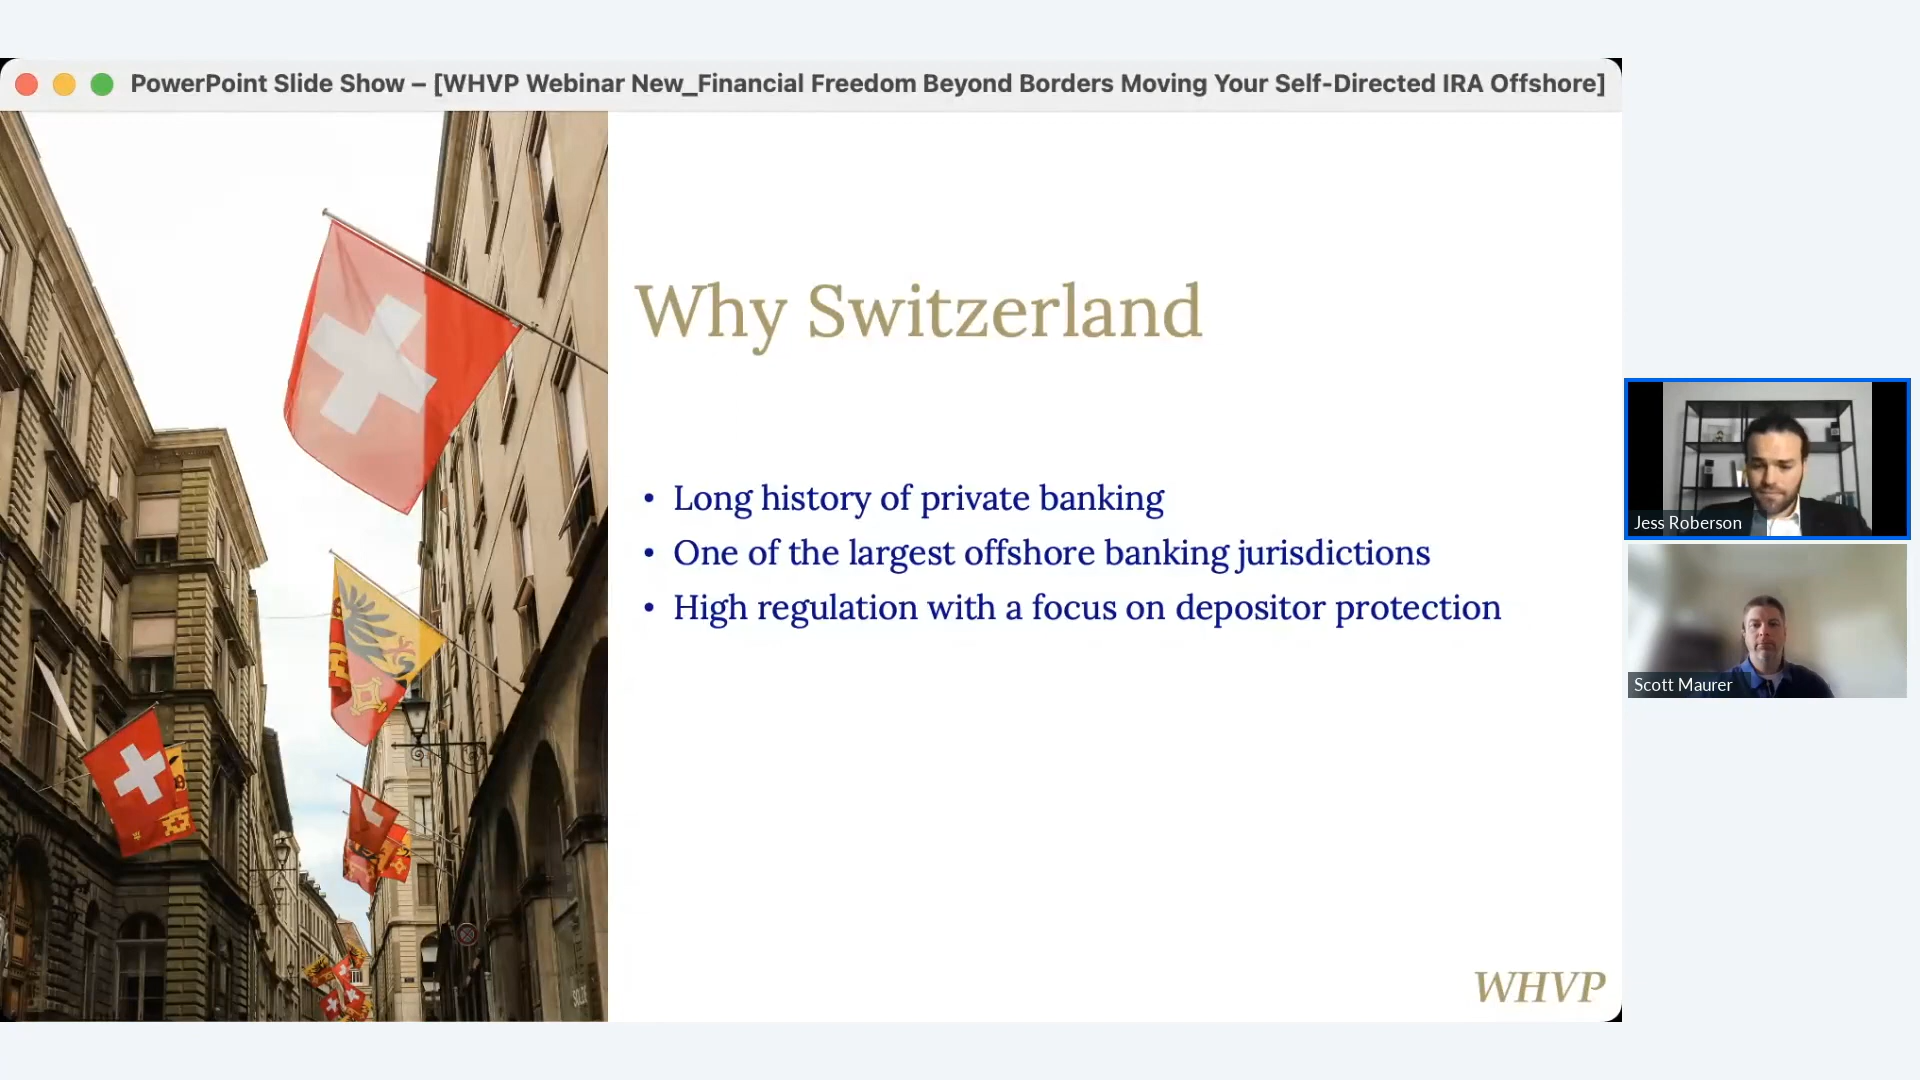 PowerPoint Slide Show – [WHVP Webinar New_Financial Freedom Beyond Borders Moving Your Self-Directed IRA Offshore]
Why Switzerland
• Long history of private banking
• One of the largest offshore banking jurisdictions
• High regulation with a focus on depositor protection
WHVP
Jess Roberson
Scott Maurer